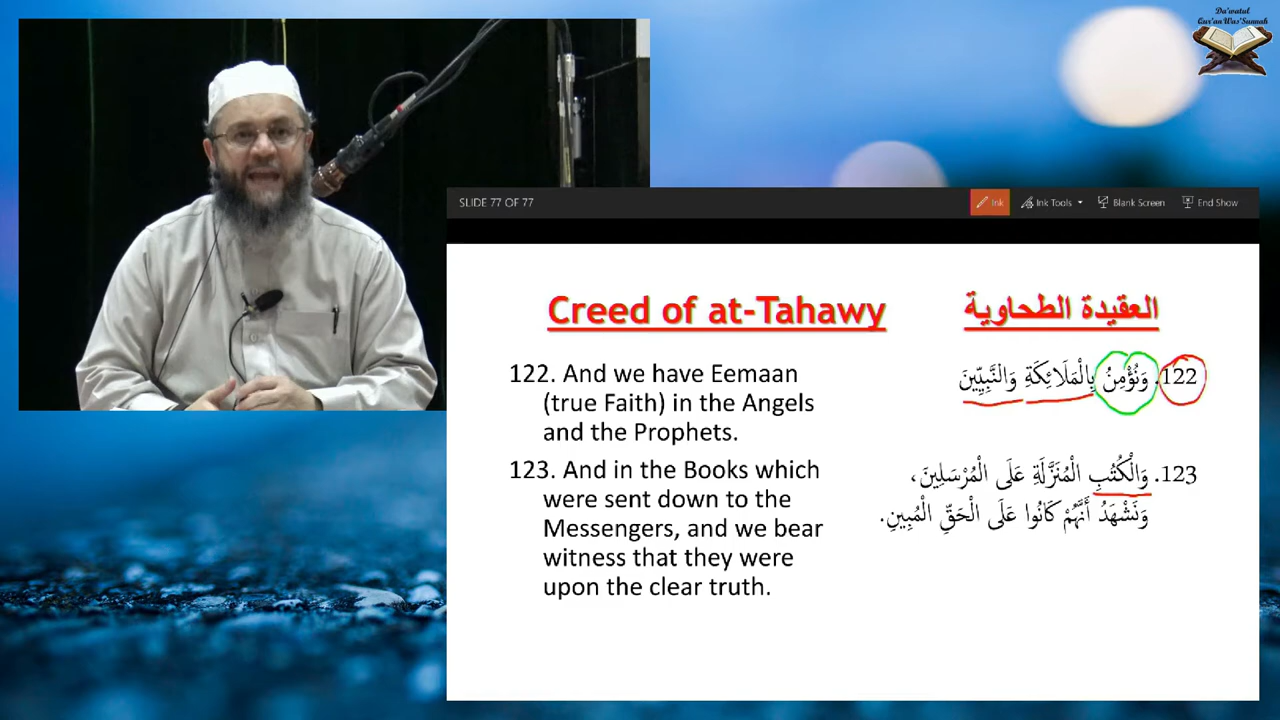 Da'watul
Qur'an Was'Sunnah
SLIDE 77 OF 77
Ink
Ink Tools
Blank Screen
End Show
Creed of at-Tahawy
العقيدة الطحاوية
122. And we have Eemaan
(true Faith) in the Angels
and the Prophets.
122. وَنُؤْمِنُ بِالْمَلَائِكَةِ وَالنَّبِيِّينَ
123. And in the Books which
were sent down to the
Messengers, and we bear
witness that they were
upon the clear truth.
123. وَالْكُتُبِ الْمُنَزَّلَةِ عَلَى الْمُرْسَلِينَ،
وَنَشْهَدُ أَنَّهُمْ كَانُوا عَلَى الْحَقِّ الْمُبِينِ.